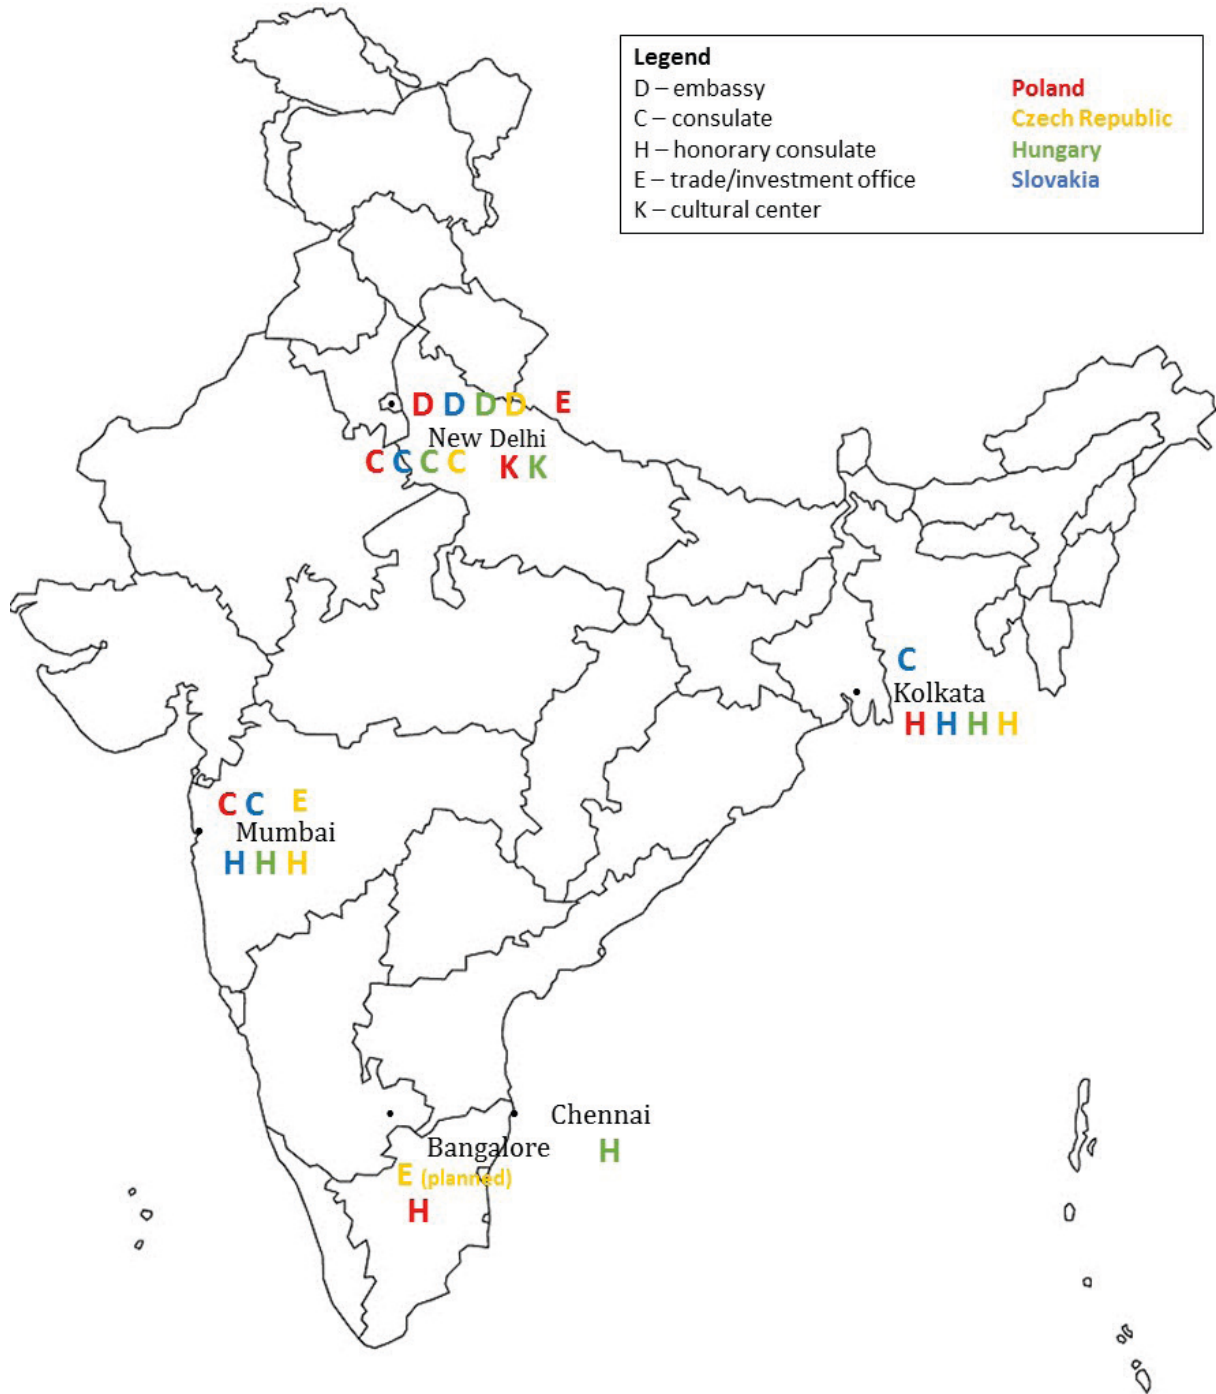 Legend
D – embassy Poland
C – consulate Czech Republic
H – honorary consulate Hungary
E – trade/investment office Slovakia
K – cultural center
D D D D E
New Delhi
C C C C K K
C
Kolkata
H H H H
C C E
Mumbai
H H H
Chennai
H
Bangalore
E (planned)
H